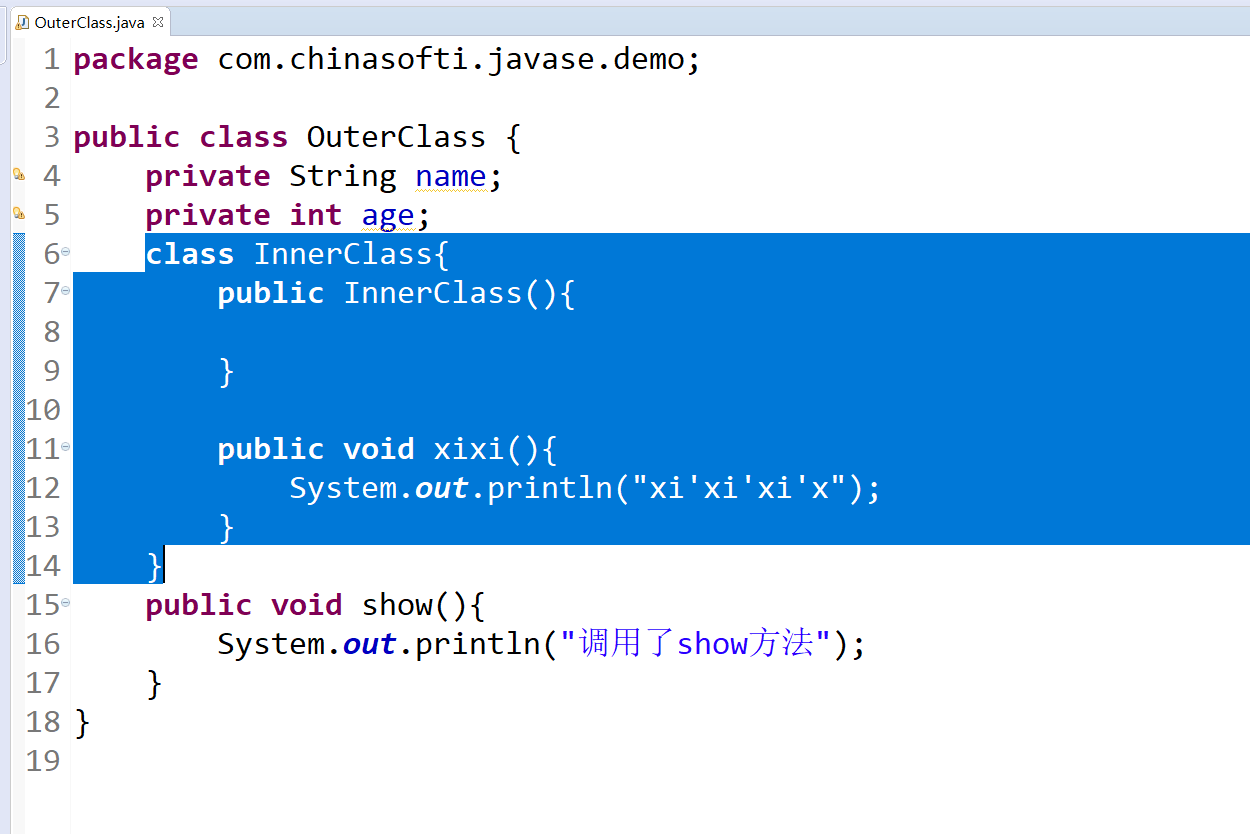 OuterClass.java
1 package com.chinasofti.javase.demo;
2
3 public class OuterClass {
4     private String name;
5     private int age;
6     class InnerClass{
7         public InnerClass(){
8
9         }
10
11         public void xixi(){
12             System.out.println("xi'xi'xi'x");
13         }
14     }
15     public void show(){
16         System.out.println("调用了show方法");
17     }
18 }
19